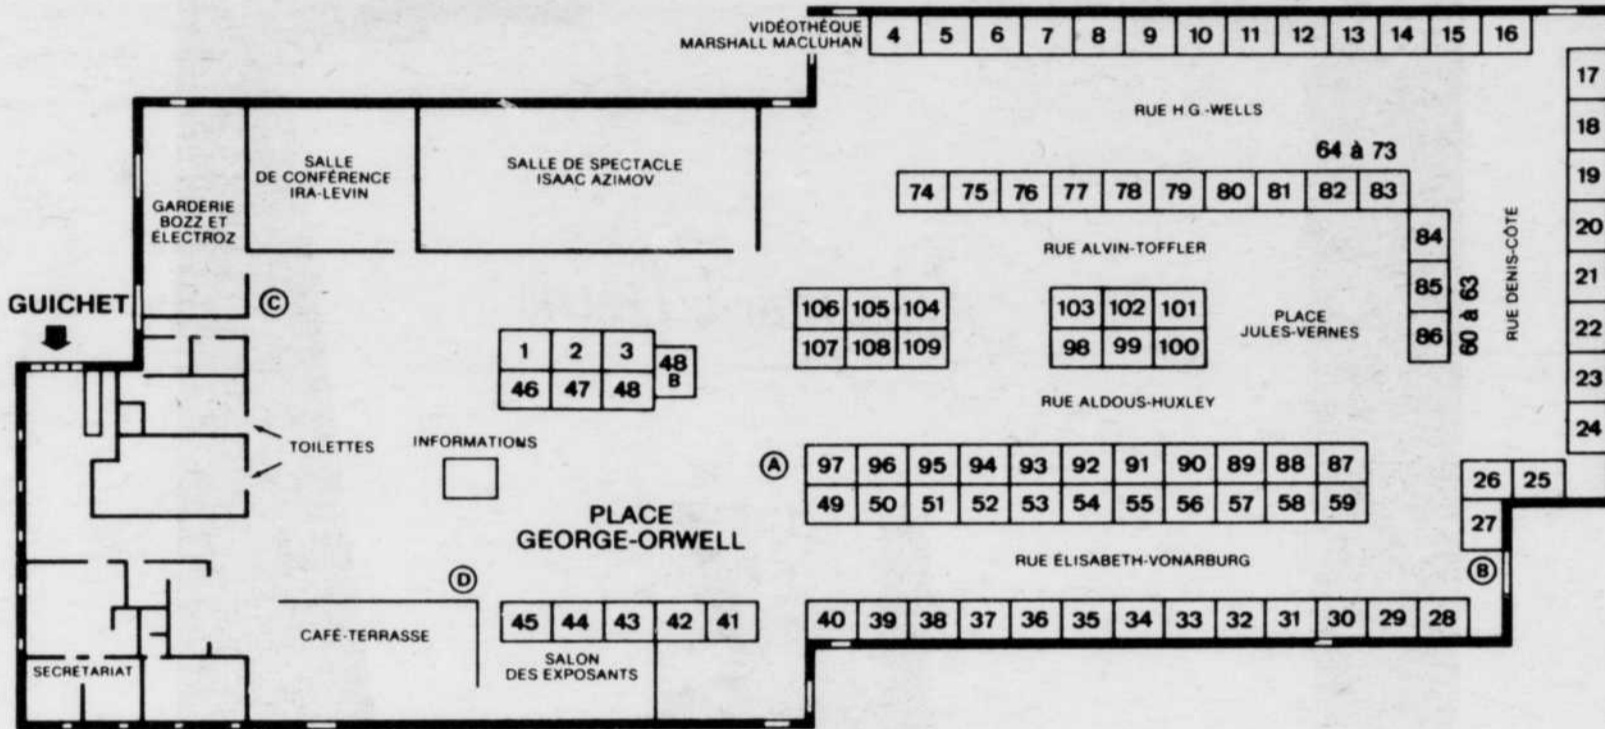 VIDÉOTHÈQUE
MARSHALL MACLUHAN
4 5 6 7 8 9 10 11 12 13 14 15 16
17
18
19
20
21
22
23
24
RUE H.G.-WELLS
64 à 73
74 75 76 77 78 79 80 81 82 83
84
85
86
60 à 63
RUE DENIS-CÔTÉ
RUE ALVIN-TOFFLER
PLACE
JULES-VERNES
SALLE
DE CONFÉRENCE
IRA-LEVIN
SALLE DE SPECTACLE
ISAAC AZIMOV
GARDERIE
BOZZ ET
ELECTROZ
GUICHET
C
1 2 3
46 47 48
48
B
106 105 104
107 108 109
103 102 101
98 99 100
RUE ALDOUS-HUXLEY
TOILETTES
INFORMATIONS
A
97 96 95 94 93 92 91 90 89 88 87
49 50 51 52 53 54 55 56 57 58 59
26 25
27
B
PLACE
GEORGE-ORWELL
RUE ÉLISABETH-VONARBURG
D
CAFÉ-TERRASSE
45 44 43 42 41
40 39 38 37 36 35 34 33 32 31 30 29 28
SALON
DES EXPOSANTS
SECRÉTARIAT